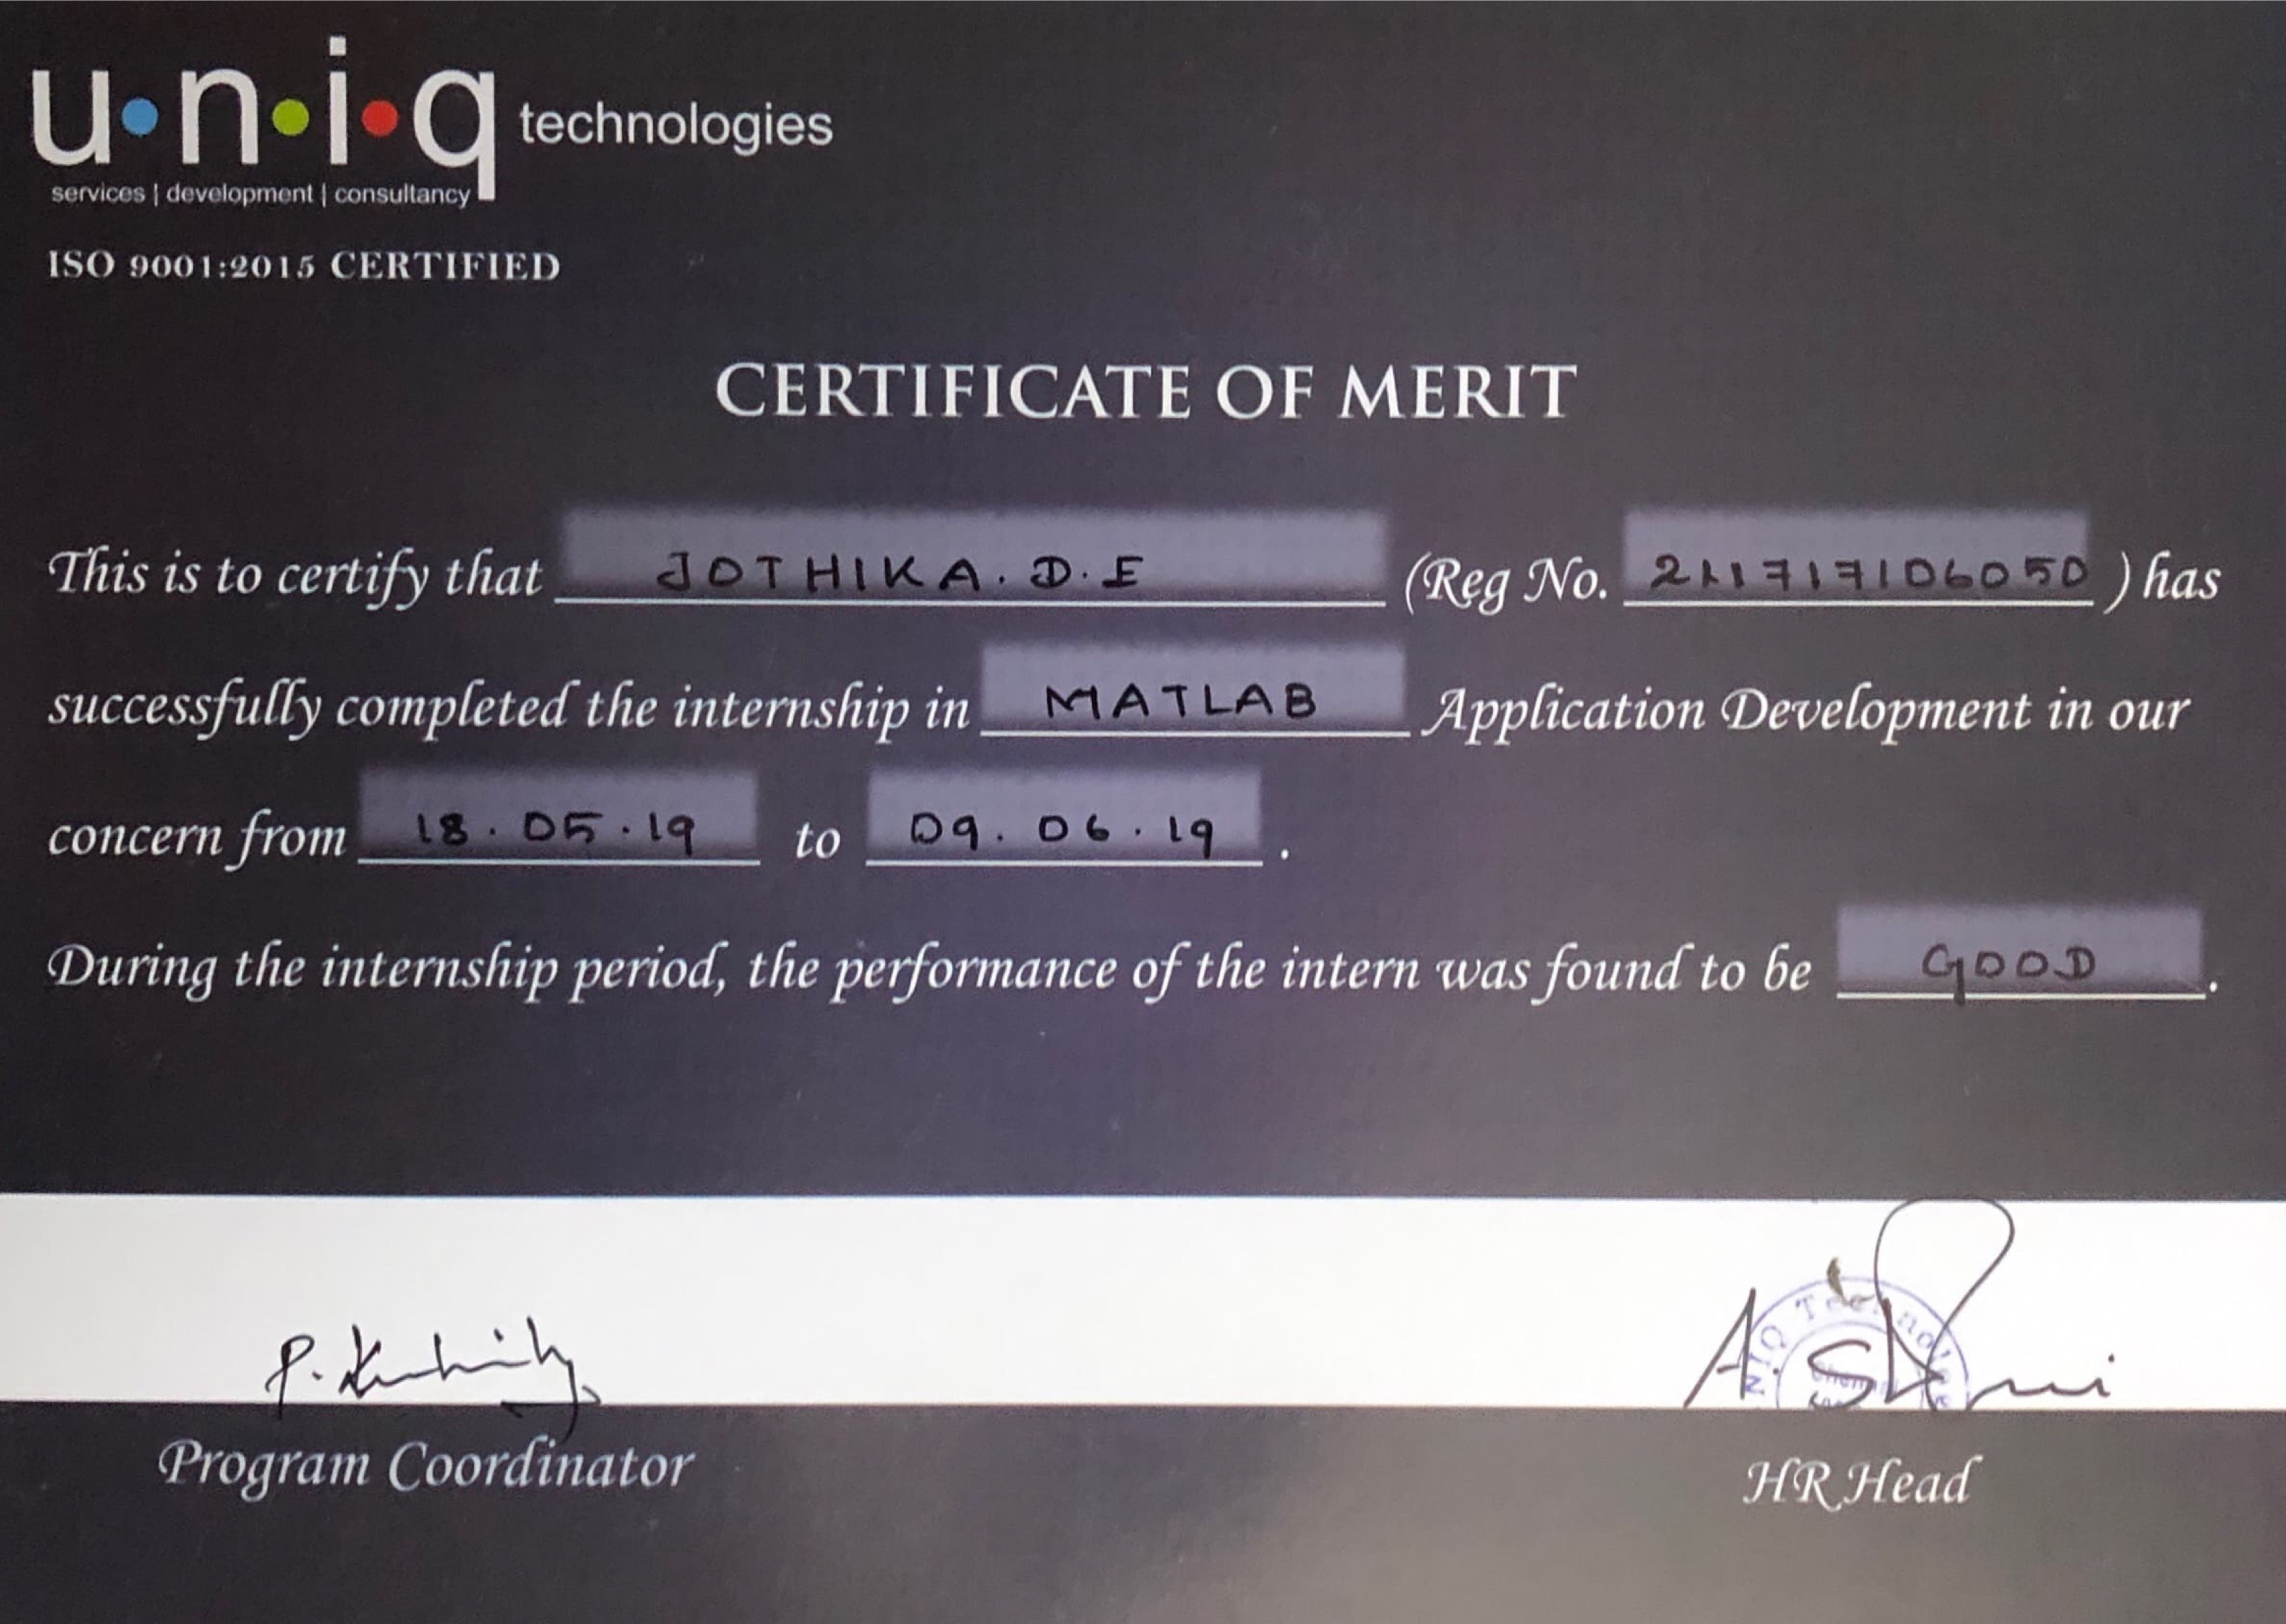 u•n•i•q technologies
services | development | consultancy
ISO 9001:2015 CERTIFIED
CERTIFICATE OF MERIT
This is to certify that JOTHIKA. D. E (Reg No. 211717106050) has
successfully completed the internship in MATLAB Application Development in our
concern from 18.05.19 to 09.06.19.
During the internship period, the performance of the intern was found to be GOOD.
Program Coordinator
HR Head